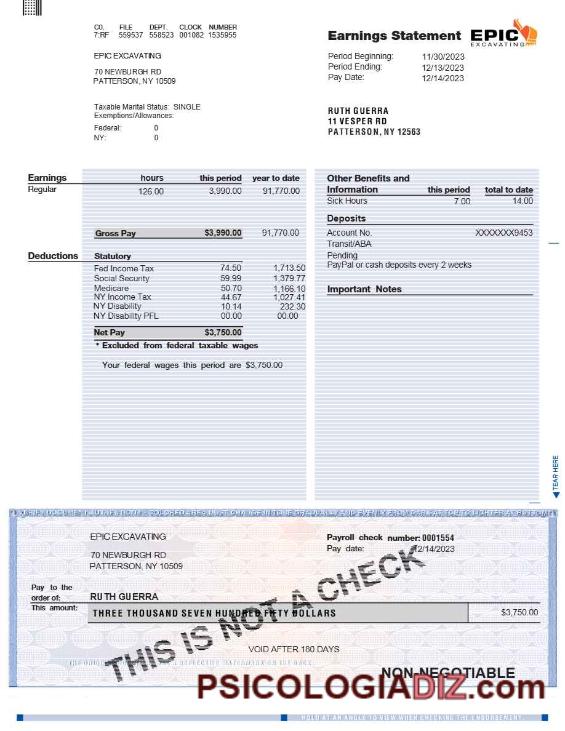 CO. FILE DEPT. CLOCK NUMBER
7:RF 559537 558523 001082 1535955
EPIC EXCAVATING
70 NEWBURGH RD
PATTERSON, NY 10509
Taxable Marital Status: SINGLE
Exemptions/Allowances:
Federal: 0
NY: 0
Earnings Statement EPIC
EXCAVATING
Period Beginning: 11/30/2023
Period Ending: 12/13/2023
Pay Date: 12/14/2023
RUTH GUERRA
11 VESPER RD
PATTERSON, NY 12563
Earnings hours this period year to date
Regular 126.00 3,990.00 91,770.00
Gross Pay $3,990.00 91,770.00
Deductions Statutory
Fed Income Tax 74.50 1,713.50
Social Security 59.99 1,379.77
Medicare 50.70 1,166.10
NY Income Tax 44.67 1,027.41
NY Disability 10.14 232.30
NY Disability PFL 00.00 00.00
Net Pay $3,750.00
* Excluded from federal taxable wages
Your federal wages this period are $3,750.00
Other Benefits and
Information this period total to date
Sick Hours 7.00 14.00
Deposits
Account No. XXXXXXX9453
Transit/ABA
Pending
PayPal or cash deposits every 2 weeks
Important Notes
TEAR HERE
EPIC EXCAVATING
70 NEWBURGH RD
PATTERSON, NY 10509
Payroll check number: 0001554
Pay date: 12/14/2023
Pay to the
order of: RUTH GUERRA
This amount: THREE THOUSAND SEVEN HUNDRED FIFTY DOLLARS $3,750.00
THIS IS NOT A CHECK
VOID AFTER 180 DAYS
NON-NEGOTIABLE
PSICOLOGIADIZ.com
HOLD AT AN ANGLE TO VIEW WHEN CHECKING THE ENDORSEMENT.